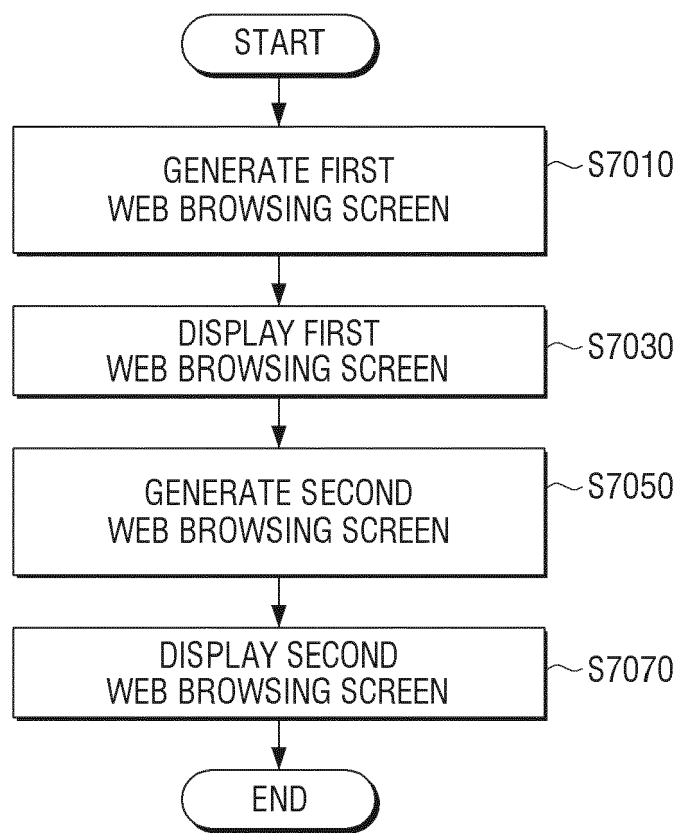 START
GENERATE FIRST
WEB BROWSING SCREEN
S7010
DISPLAY FIRST
WEB BROWSING SCREEN
S7030
GENERATE SECOND
WEB BROWSING SCREEN
S7050
DISPLAY SECOND
WEB BROWSING SCREEN
S7070
END